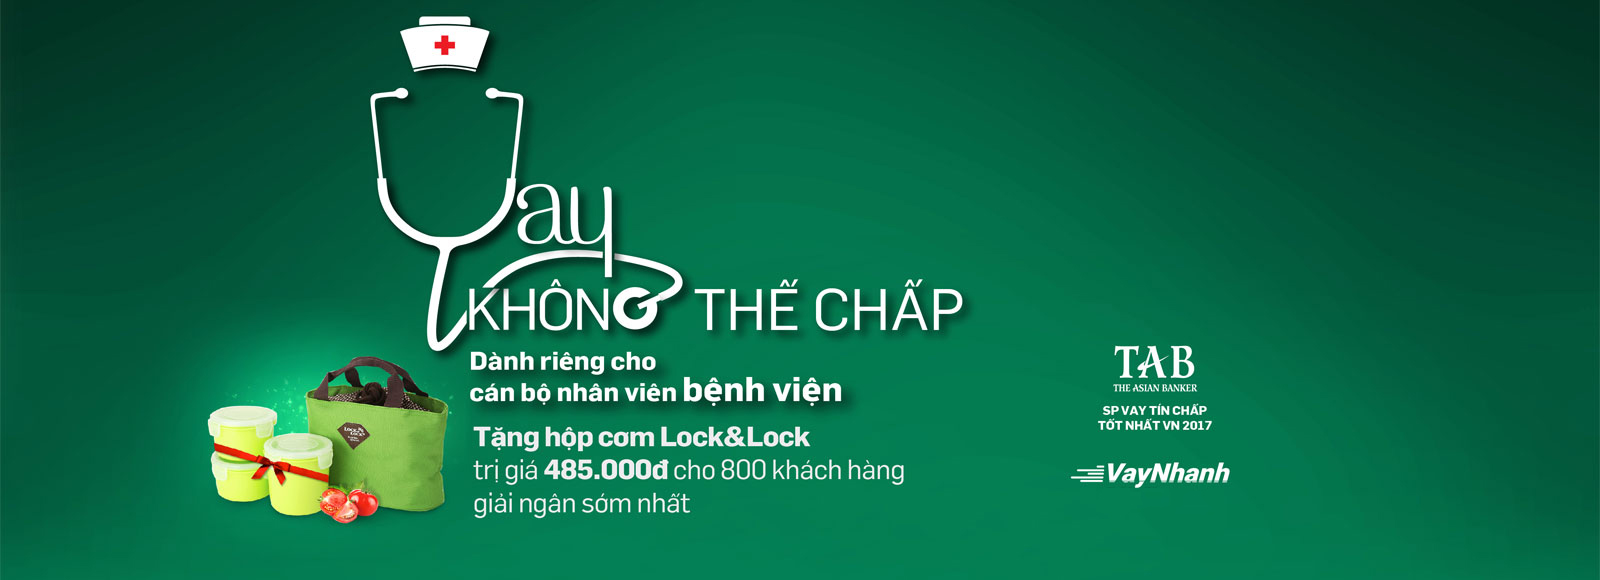 Vay
KHÔNG THẾ CHẤP
Dành riêng cho
cán bộ nhân viên bệnh viện
Tặng hộp cơm Lock&Lock
trị giá 485.000đ cho 800 khách hàng
giải ngân sớm nhất
LOCK &
LOCK
TAB
THE ASIAN BANKER
SP VAY TÍN CHẤP
TỐT NHẤT VN 2017
VayNhanh